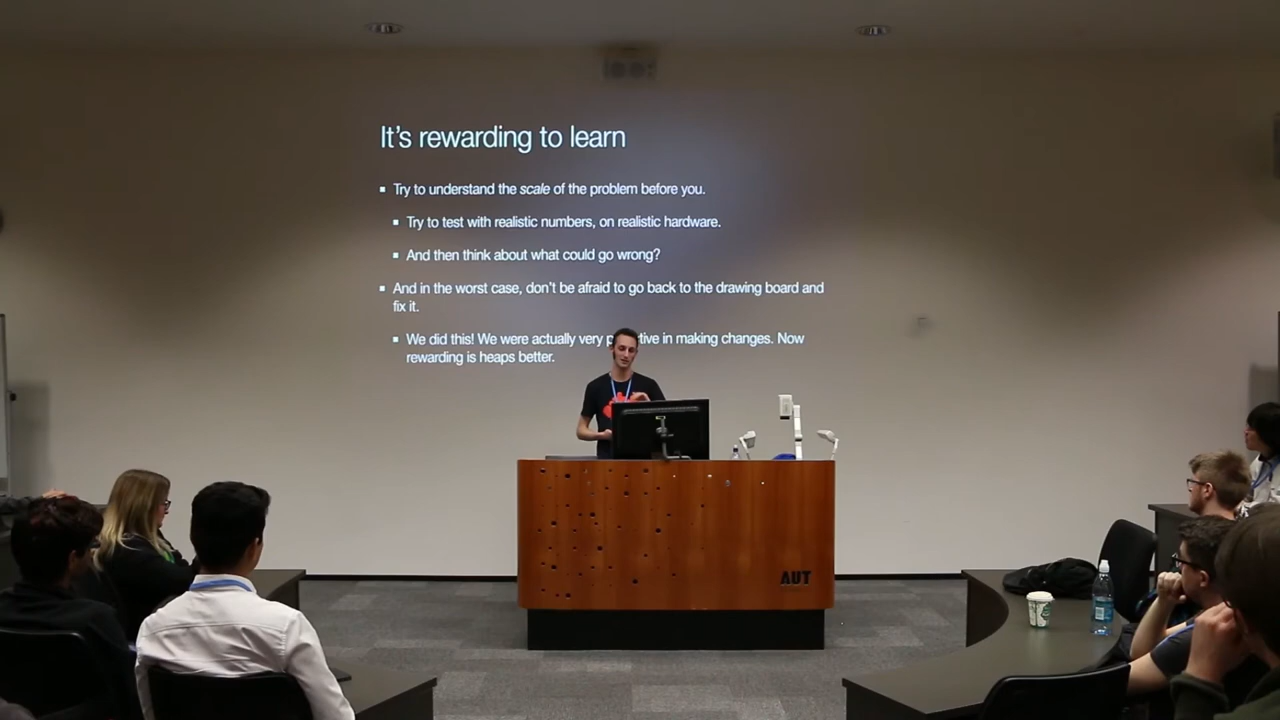 It's rewarding to learn
Try to understand the scale of the problem before you.
Try to test with realistic numbers, on realistic hardware.
And then think about what could go wrong?
And in the worst case, don't be afraid to go back to the drawing board and
fix it.
We did this! We were actually very in making changes. Now
rewarding is heaps better.
AUT